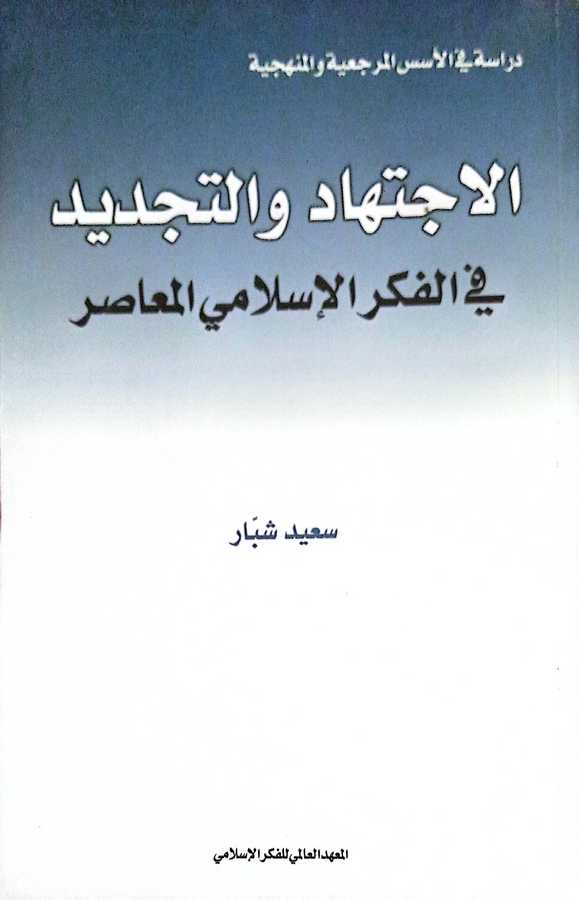 دراسة في الأسس المرجعية والمنهجية
الاجتهاد والتجديد
في الفكر الإسلامي المعاصر
سعيد شبّار
المعهد العالمي للفكر الإسلامي